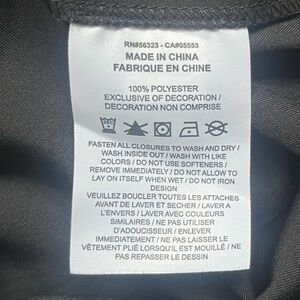 RN#56323 - CA#05553
MADE IN CHINA
FABRIQUE EN CHINE
100% POLYESTER
EXCLUSIVE OF DECORATION /
DECORATION NON COMPRISE
FASTEN ALL CLOSURES TO WASH AND DRY /
WASH INSIDE OUT / WASH WITH LIKE
COLORS / DO NOT USE SOFTENERS /
REMOVE IMMEDIATELY / DO NOT ALLOW TO
LAY ON ITSELF WHEN WET / DO NOT IRON
DESIGN
VEUILLEZ BOUCLER TOUTES LES ATTACHES
AVANT DE LAVER ET SECHER / LAVER A
L'ENVERS / LAVER AVEC COULEURS
SIMILAIRES / NE PAS UTILISER
D'ADOUCISSEUR / ENLEVER
IMMEDIATEMENT / NE PAS LAISSER LE
VÊTEMENT PLIÉ LORSQU'IL EST MOUILLÉ / NE
PAS REPASSER LE DESSIN